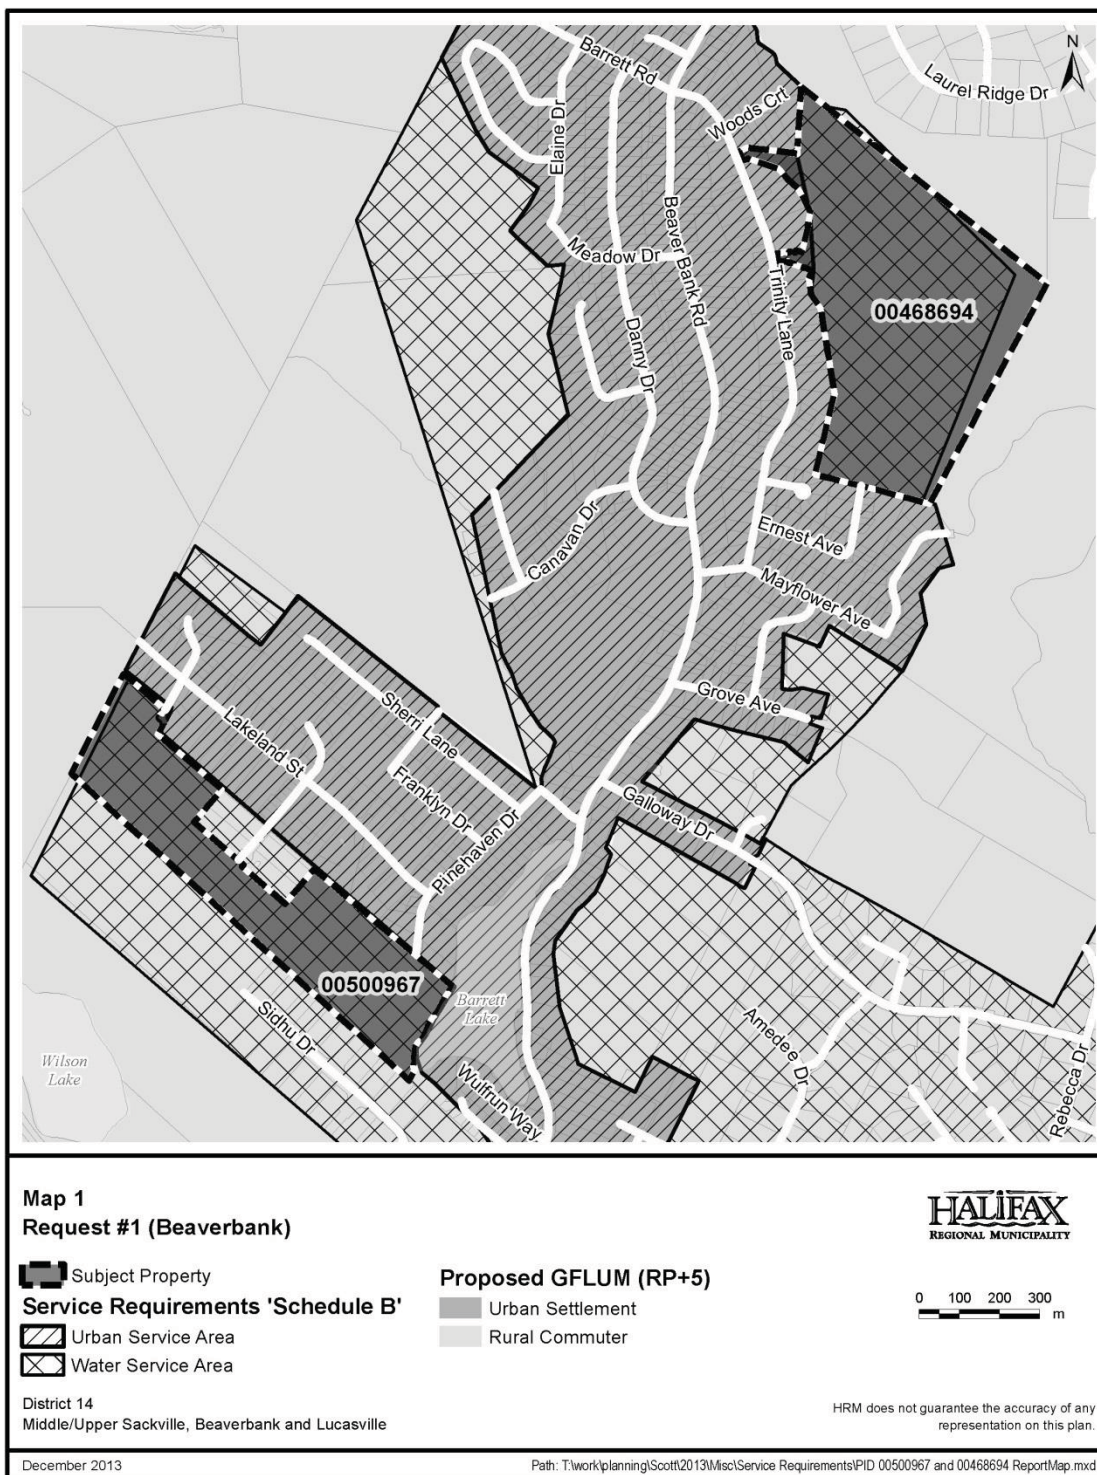 N
Barrett Rd
Laurel Ridge Dr
Woods Crt
Elaine Dr
Beaver Bank Rd
Meadow Dr
Trinity Lane
00468694
Danny Dr
Canavan Dr
Ernest Ave
Mayflower Ave
Grove Ave
Sherri Lane
Lakeland St
Franklyn Dr
Galloway Dr
Pinehaven Dr
00500967
Barrett
Lake
Sidhu Dr
Amedee Dr
Wilson
Lake
Rebecca Dr
Wulfrun Way
Map 1
Request #1 (Beaverbank)
HALIFAX
REGIONAL MUNICIPALITY
Subject Property
Service Requirements 'Schedule B'
Urban Service Area
Water Service Area
Proposed GFLUM (RP+5)
Urban Settlement
Rural Commuter
0 100 200 300
m
District 14
Middle/Upper Sackville, Beaverbank and Lucasville
HRM does not guarantee the accuracy of any
representation on this plan.
December 2013
Path: T:\work\planning\Scott\2013\Misc\Service Requirements\PID 00500967 and 00468694 ReportMap.mxd